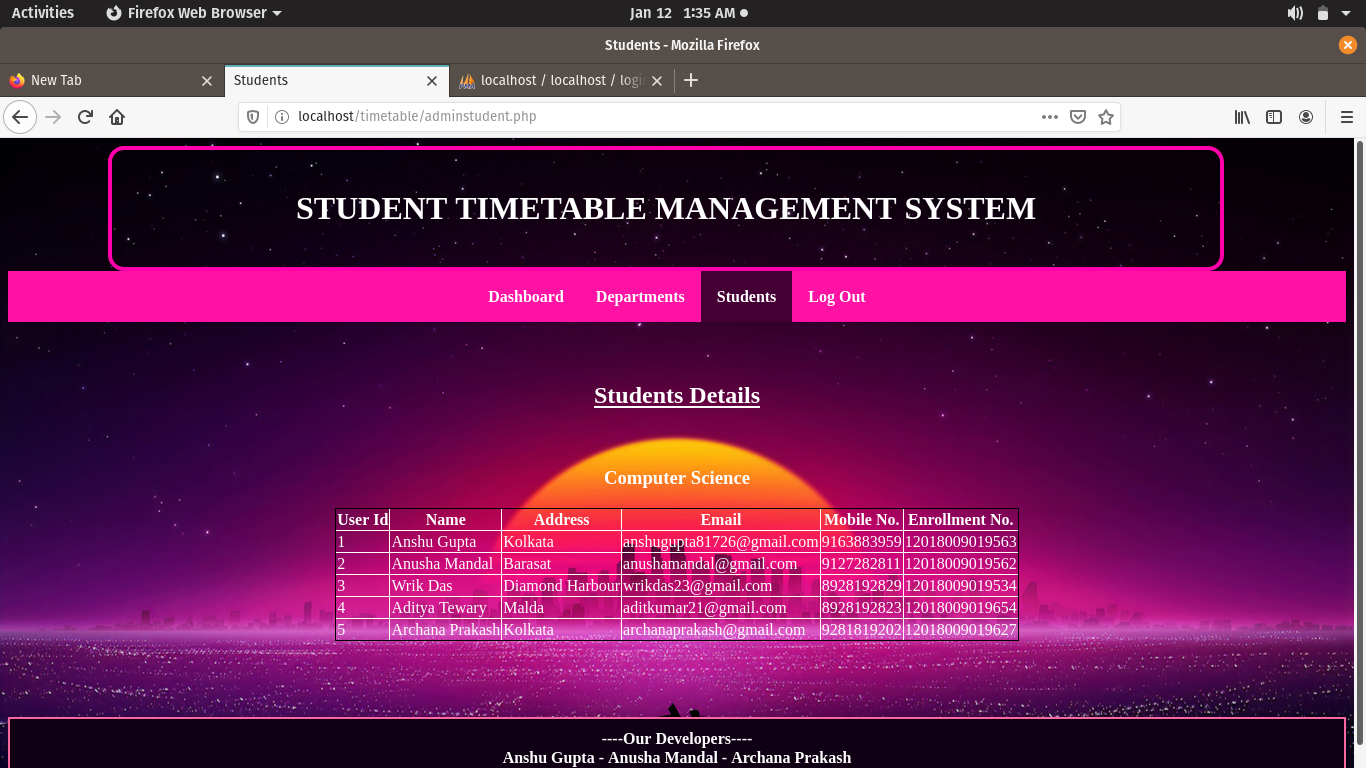 Activities Firefox Web Browser Jan 12 1:35 AM
Students - Mozilla Firefox
New Tab Students localhost / localhost / login
localhost/timetable/adminstudent.php
STUDENT TIMETABLE MANAGEMENT SYSTEM
Dashboard Departments Students Log Out
Students Details
Computer Science
User Id Name Address Email Mobile No. Enrollment No.
1 Anshu Gupta Kolkata anshugupta81726@gmail.com 9163883959 12018009019563
2 Anusha Mandal Barasat anushamandal@gmail.com 9127282811 12018009019562
3 Wrik Das Diamond Harbour wrikdas23@gmail.com 8928192829 12018009019534
4 Aditya Tewary Malda aditkumar21@gmail.com 8928192823 12018009019654
5 Archana Prakash Kolkata archanaprakash@gmail.com 9281819202 12018009019627
----Our Developers----
Anshu Gupta - Anusha Mandal - Archana Prakash